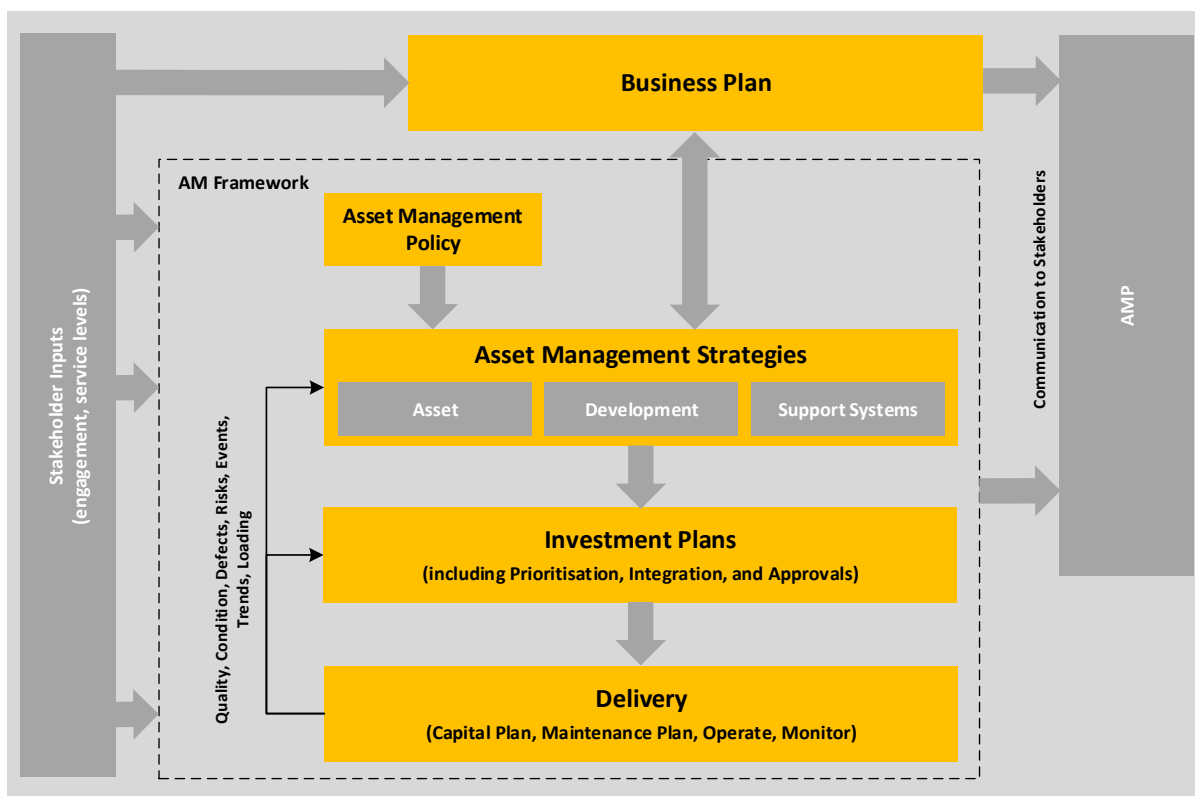 Business Plan
AM Framework
Asset Management
Policy
Asset Management Strategies
Asset
Development
Support Systems
Investment Plans
(including Prioritisation, Integration, and Approvals)
Delivery
(Capital Plan, Maintenance Plan, Operate, Monitor)
Stakeholder Inputs
(engagement, service levels)
Quality, Condition, Defects, Risks, Events,
Trends, Loading
Communication to Stakeholders
AMP